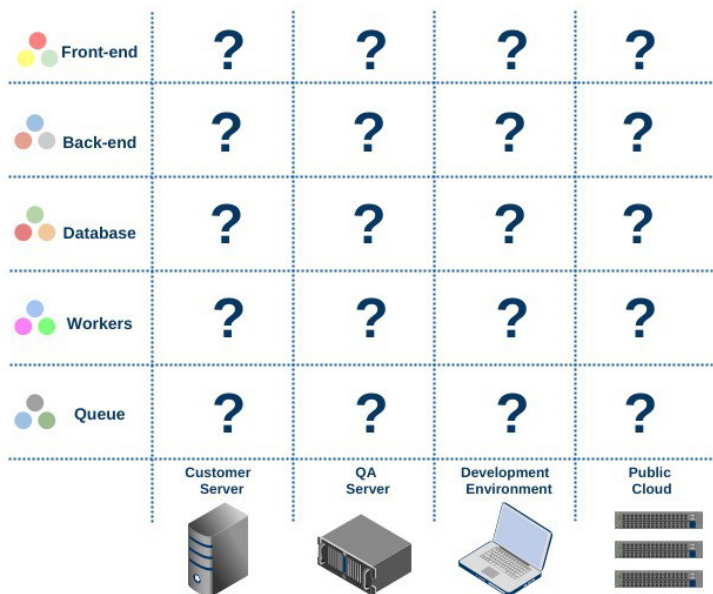 Front-end ? ? ? ?
Back-end ? ? ? ?
Database ? ? ? ?
Workers ? ? ? ?
Queue ? ? ? ?
Customer Server
QA Server
Development Environment
Public Cloud